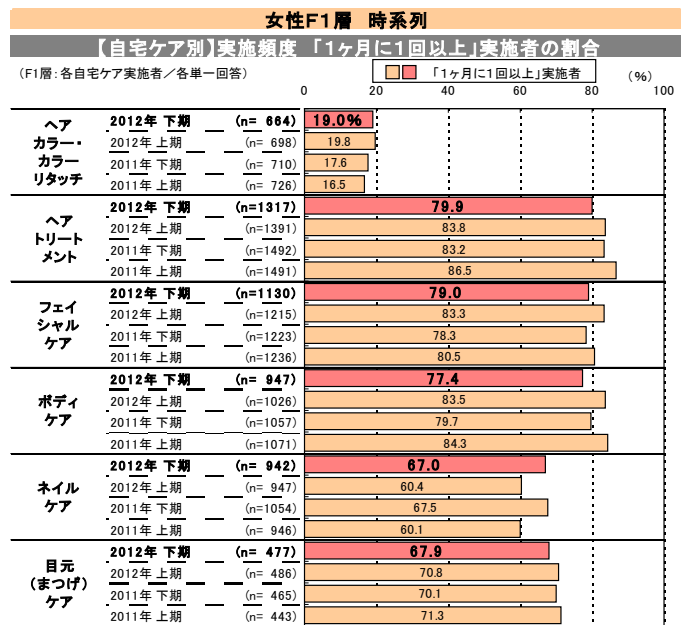 女性F1層　時系列
【自宅ケア別】実施頻度　「1ヶ月に1回以上」実施者の割合
（F1層：各自宅ケア実施者／各単一回答）
「1ヶ月に1回以上」実施者
（%）
0 20 40 60 80 100
ヘア
カラー・
カラー
リタッチ
2012年 下期 (n= 664) 19.0%
2012年 上期 (n= 698) 19.8
2011年 下期 (n= 710) 17.6
2011年 上期 (n= 726) 16.5
ヘア
トリート
メント
2012年 下期 (n=1317) 79.9
2012年 上期 (n=1391) 83.8
2011年 下期 (n=1492) 83.2
2011年 上期 (n=1491) 86.5
フェイ
シャル
ケア
2012年 下期 (n=1130) 79.0
2012年 上期 (n=1215) 83.3
2011年 下期 (n=1223) 78.3
2011年 上期 (n=1236) 80.5
ボディ
ケア
2012年 下期 (n= 947) 77.4
2012年 上期 (n=1026) 83.5
2011年 下期 (n=1057) 79.7
2011年 上期 (n=1071) 84.3
ネイル
ケア
2012年 下期 (n= 942) 67.0
2012年 上期 (n= 947) 60.4
2011年 下期 (n=1054) 67.5
2011年 上期 (n= 946) 60.1
目元
（まつげ）
ケア
2012年 下期 (n= 477) 67.9
2012年 上期 (n= 486) 70.8
2011年 下期 (n= 465) 70.1
2011年 上期 (n= 443) 71.3